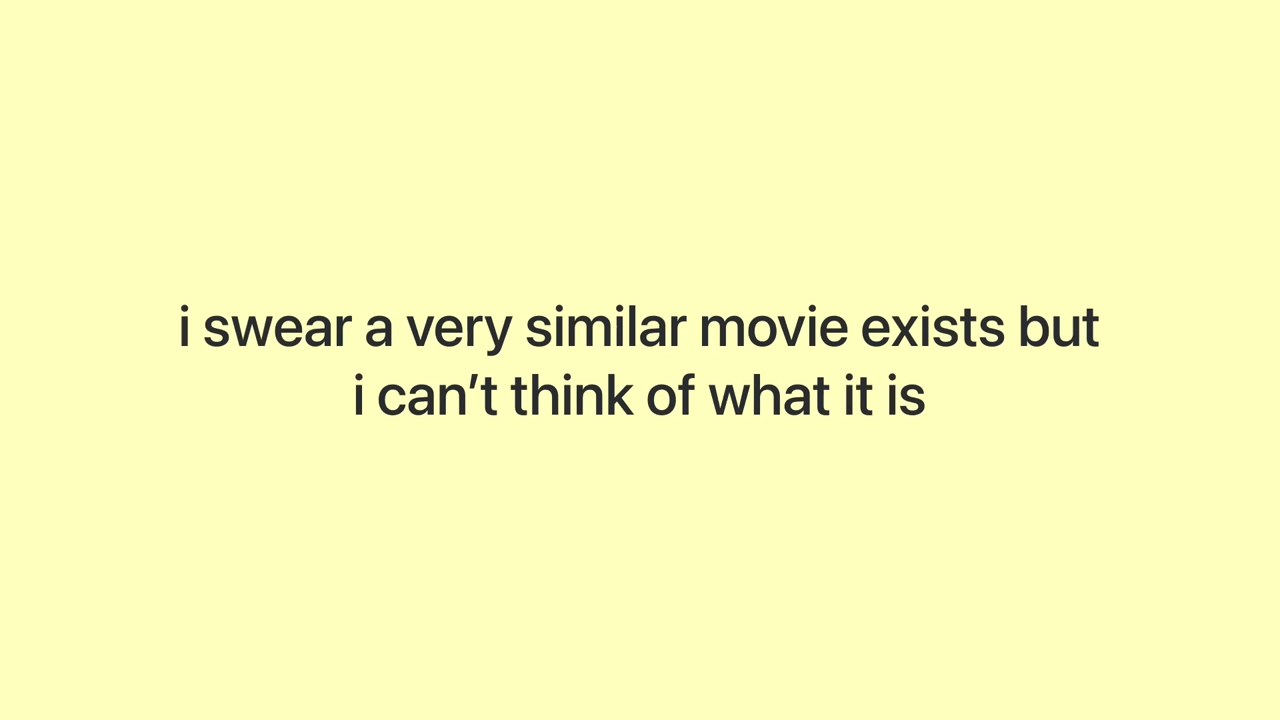 i swear a very similar movie exists but
i can’t think of what it is